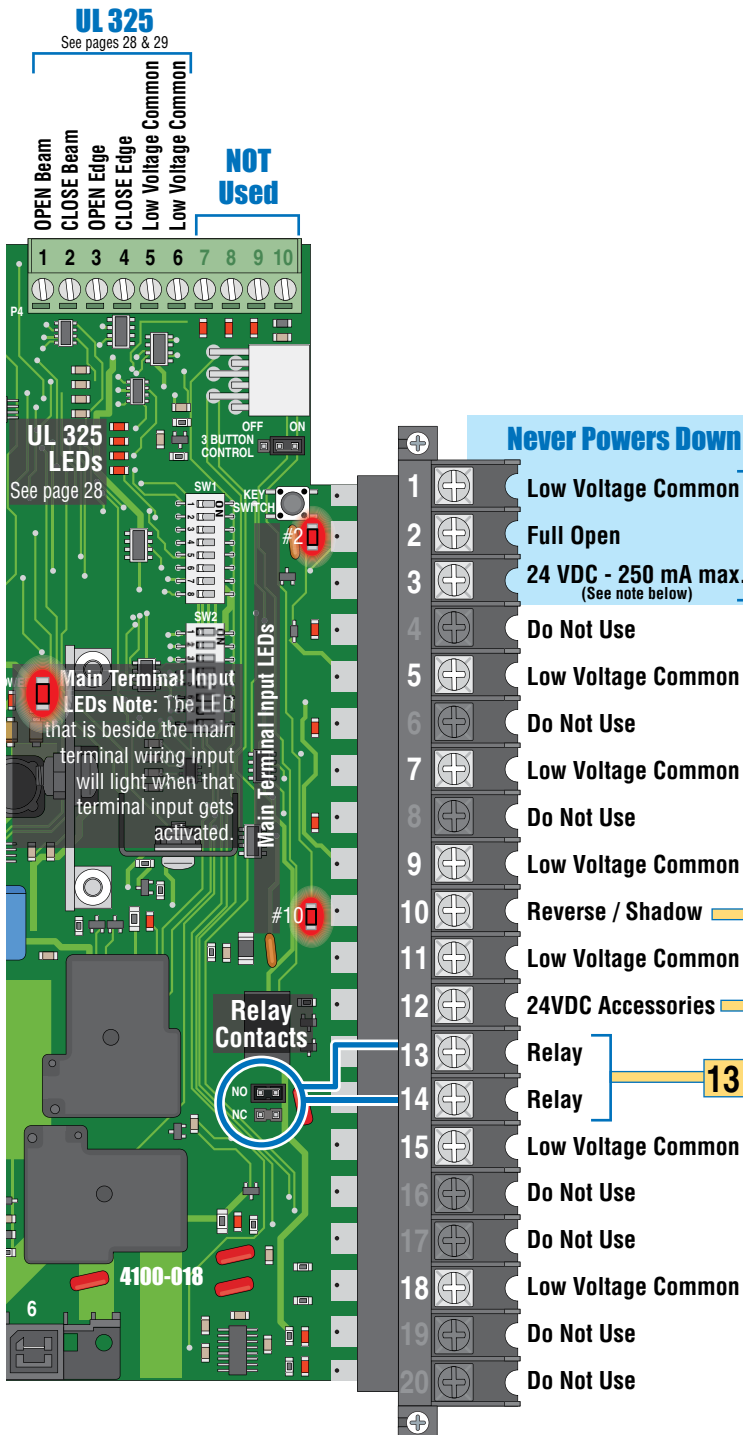 UL 325
See pages 28 & 29
OPEN Beam
CLOSE Beam
OPEN Edge
CLOSE Edge
Low Voltage Common
Low Voltage Common
NOT
Used
1 2 3 4 5 6 7 8 9 10
P4
OFF ON
3 BUTTON
CONTROL
UL 325
LEDs
See page 28
SW1
ON
1
2
3
4
5
6
7
8
KEY
SWITCH
#2
SW2
ON
1
2
3
Main Terminal Input
LEDs Note: The LED
that is beside the main
terminal wiring input
will light when that
terminal input gets
activated.
Main Terminal Input LEDs
#10
Relay
Contacts
NO
NC
4100-018
6
Never Powers Down
1 Low Voltage Common
2 Full Open
3 24 VDC - 250 mA max.
(See note below)
4 Do Not Use
5 Low Voltage Common
6 Do Not Use
7 Low Voltage Common
8 Do Not Use
9 Low Voltage Common
10 Reverse / Shadow
11 Low Voltage Common
12 24VDC Accessories
13 Relay
14 Relay
13
15 Low Voltage Common
16 Do Not Use
17 Do Not Use
18 Low Voltage Common
19 Do Not Use
20 Do Not Use